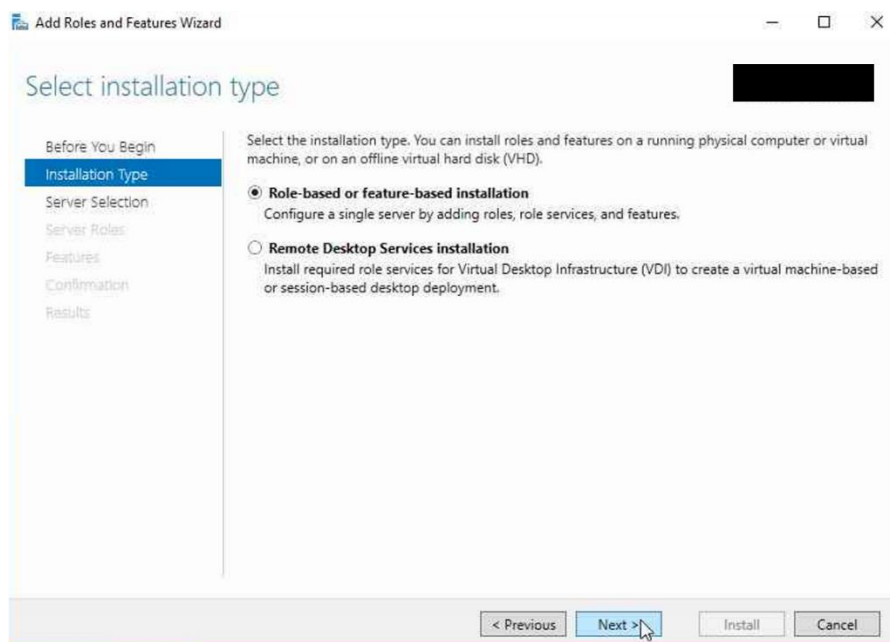 Add Roles and Features Wizard
Select installation type
Before You Begin
Installation Type
Server Selection
Server Roles
Features
Confirmation
Results
Select the installation type. You can install roles and features on a running physical computer or virtual
machine, or on an offline virtual hard disk (VHD).
Role-based or feature-based installation
Configure a single server by adding roles, role services, and features.
Remote Desktop Services installation
Install required role services for Virtual Desktop Infrastructure (VDI) to create a virtual machine-based
or session-based desktop deployment.
< Previous Next > Install Cancel